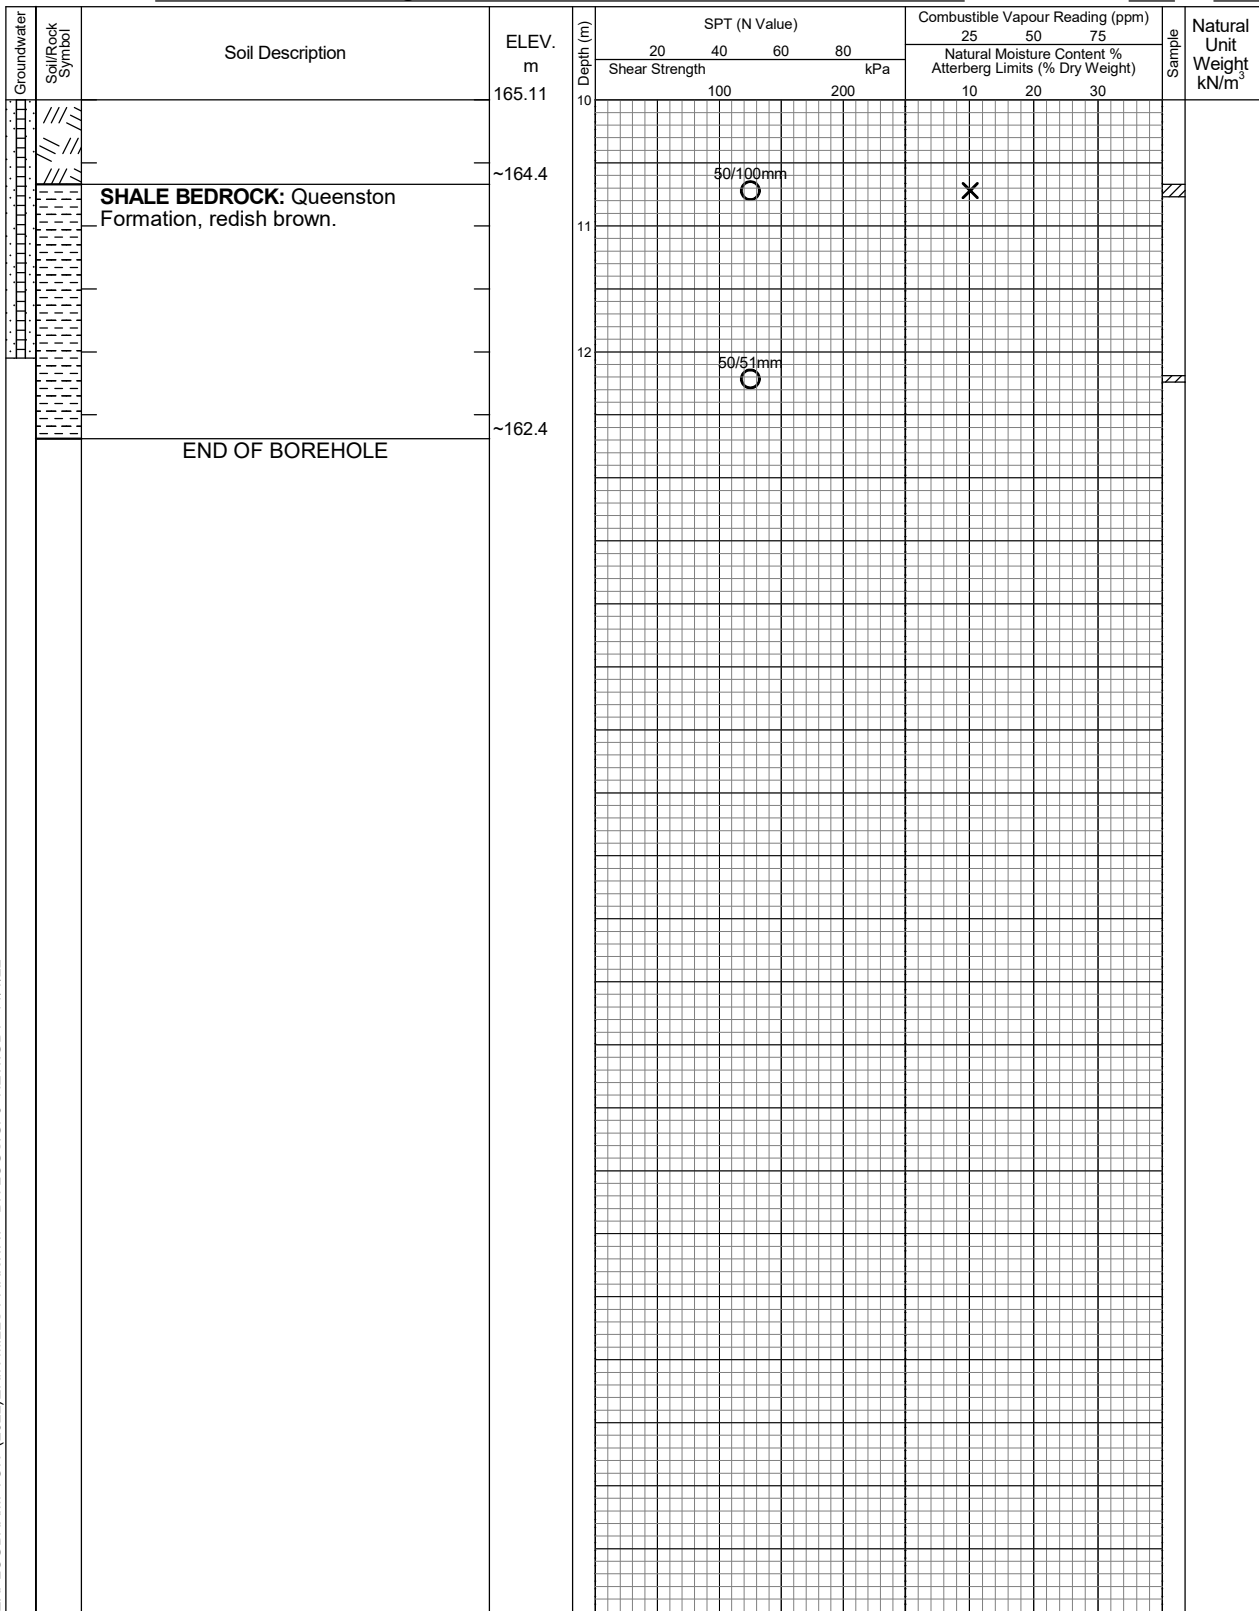 Groundwater
Soil/Rock
Symbol
Soil Description
ELEV.
m
165.11
Depth (m)
SPT (N Value)
20 40 60 80
Shear Strength kPa
100 200
Combustible Vapour Reading (ppm)
25 50 75
Natural Moisture Content %
Atterberg Limits (% Dry Weight)
10 20 30
Sample
Natural
Unit
Weight
kN/m3
10
~164.4
50/100mm
SHALE BEDROCK: Queenston
Formation, redish brown.
11
12
50/51mm
~162.4
END OF BOREHOLE